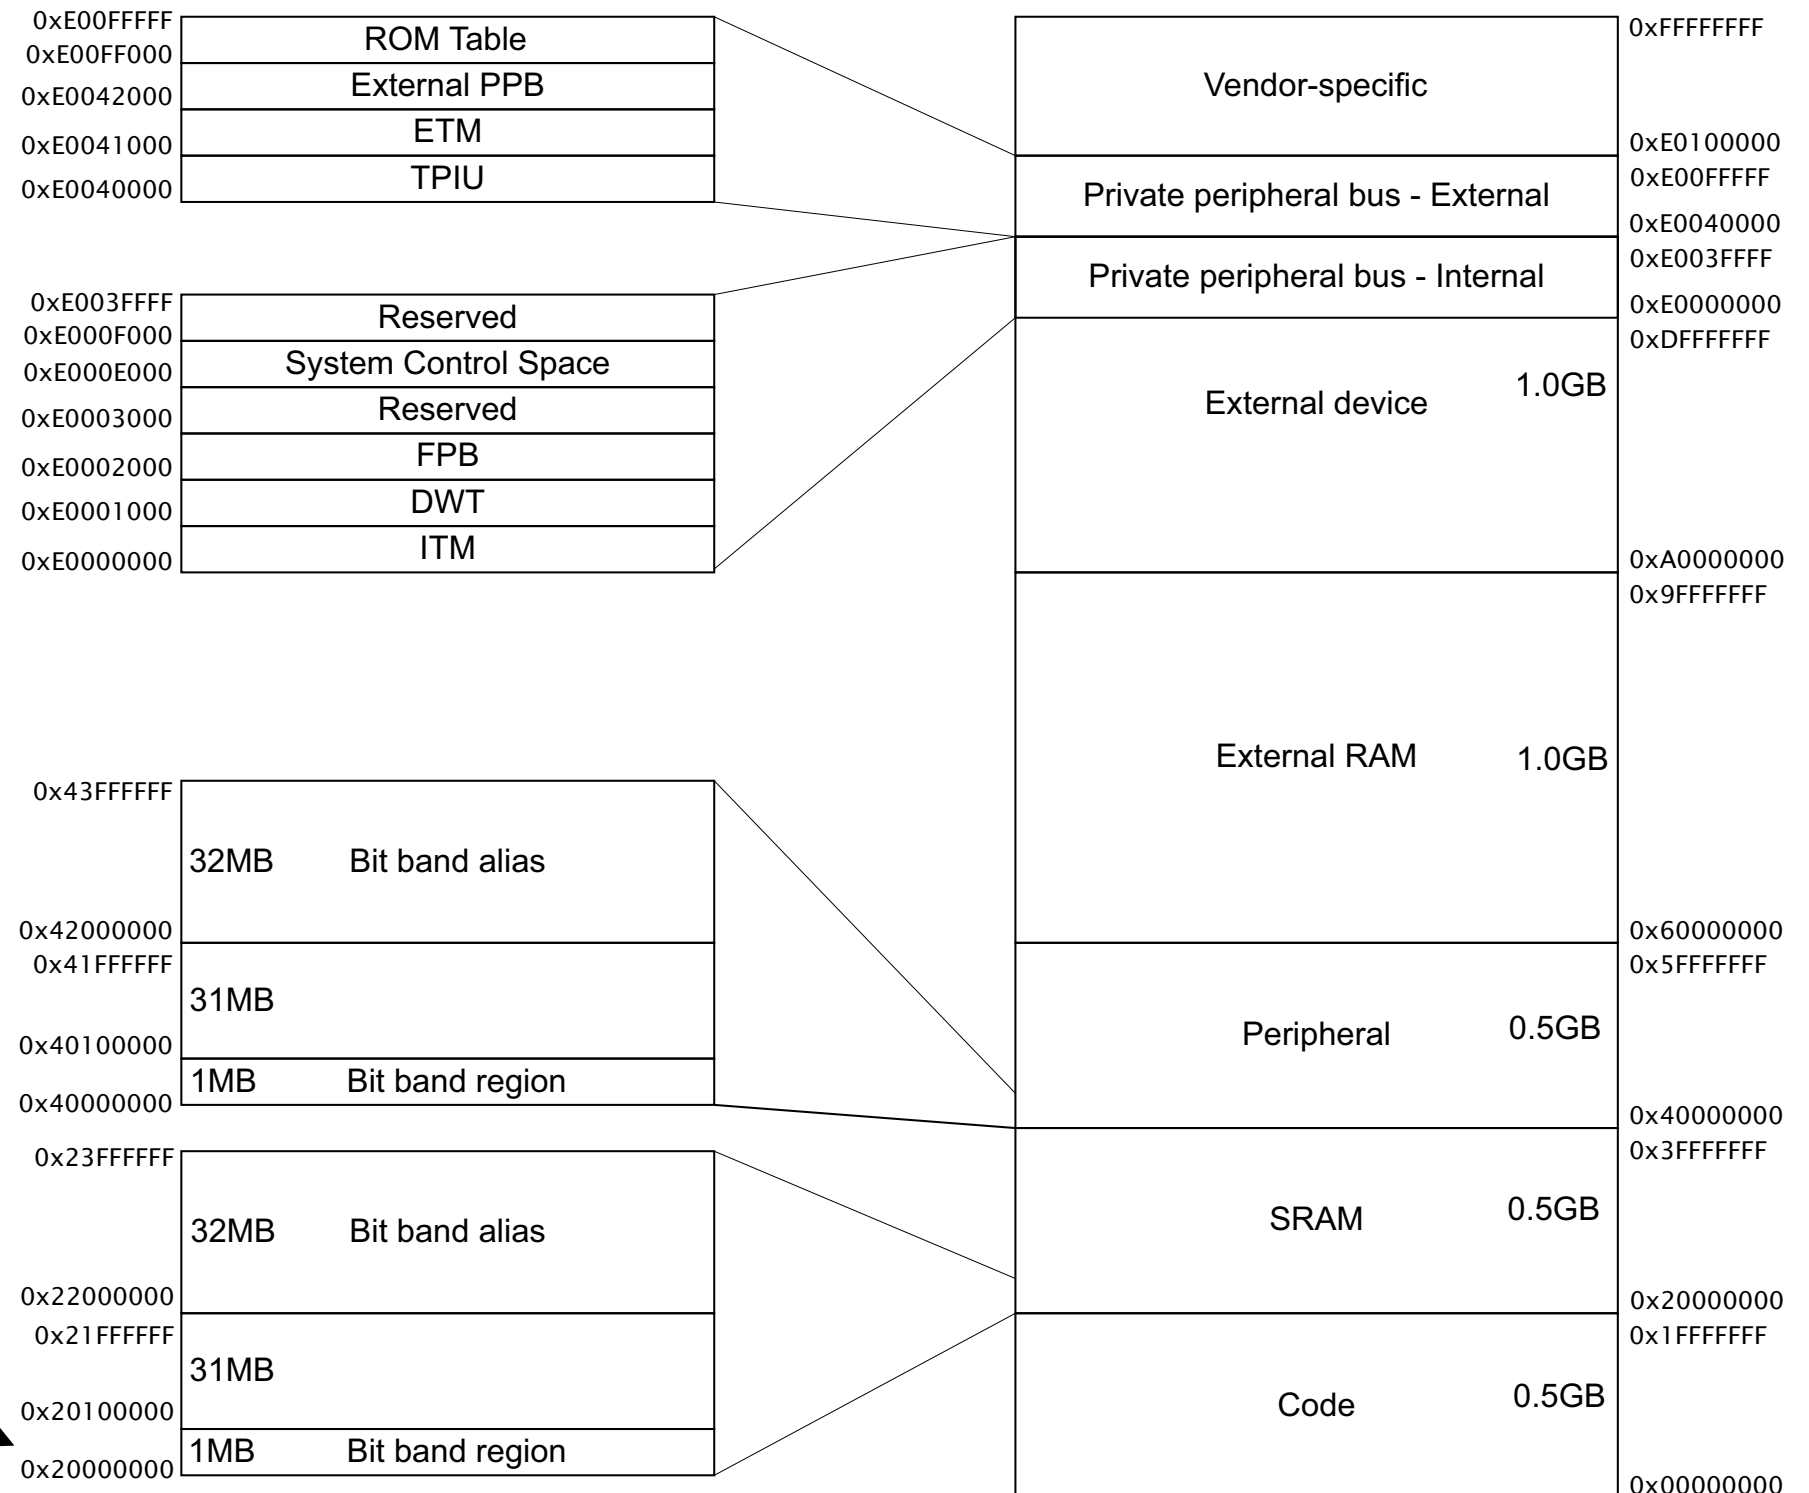 0xE00FFFFF
ROM Table
0xE00FF000
External PPB
0xE0042000
ETM
0xE0041000
TPIU
0xE0040000
0xE003FFFF
Reserved
0xE000F000
System Control Space
0xE000E000
Reserved
0xE0003000
FPB
0xE0002000
DWT
0xE0001000
ITM
0xE0000000
0x43FFFFFF
32MB Bit band alias
0x42000000
0x41FFFFFF
31MB
0x40100000
1MB Bit band region
0x40000000
0x23FFFFFF
32MB Bit band alias
0x22000000
0x21FFFFFF
31MB
0x20100000
1MB Bit band region
0x20000000
0xFFFFFFFF
Vendor-specific
0xE0100000
0xE00FFFFF
Private peripheral bus - External
0xE0040000
0xE003FFFF
Private peripheral bus - Internal
0xE0000000
0xDFFFFFFF
External device 1.0GB
0xA0000000
0x9FFFFFFF
External RAM 1.0GB
0x60000000
0x5FFFFFFF
Peripheral 0.5GB
0x40000000
0x3FFFFFFF
SRAM 0.5GB
0x20000000
0x1FFFFFFF
Code 0.5GB
0x00000000